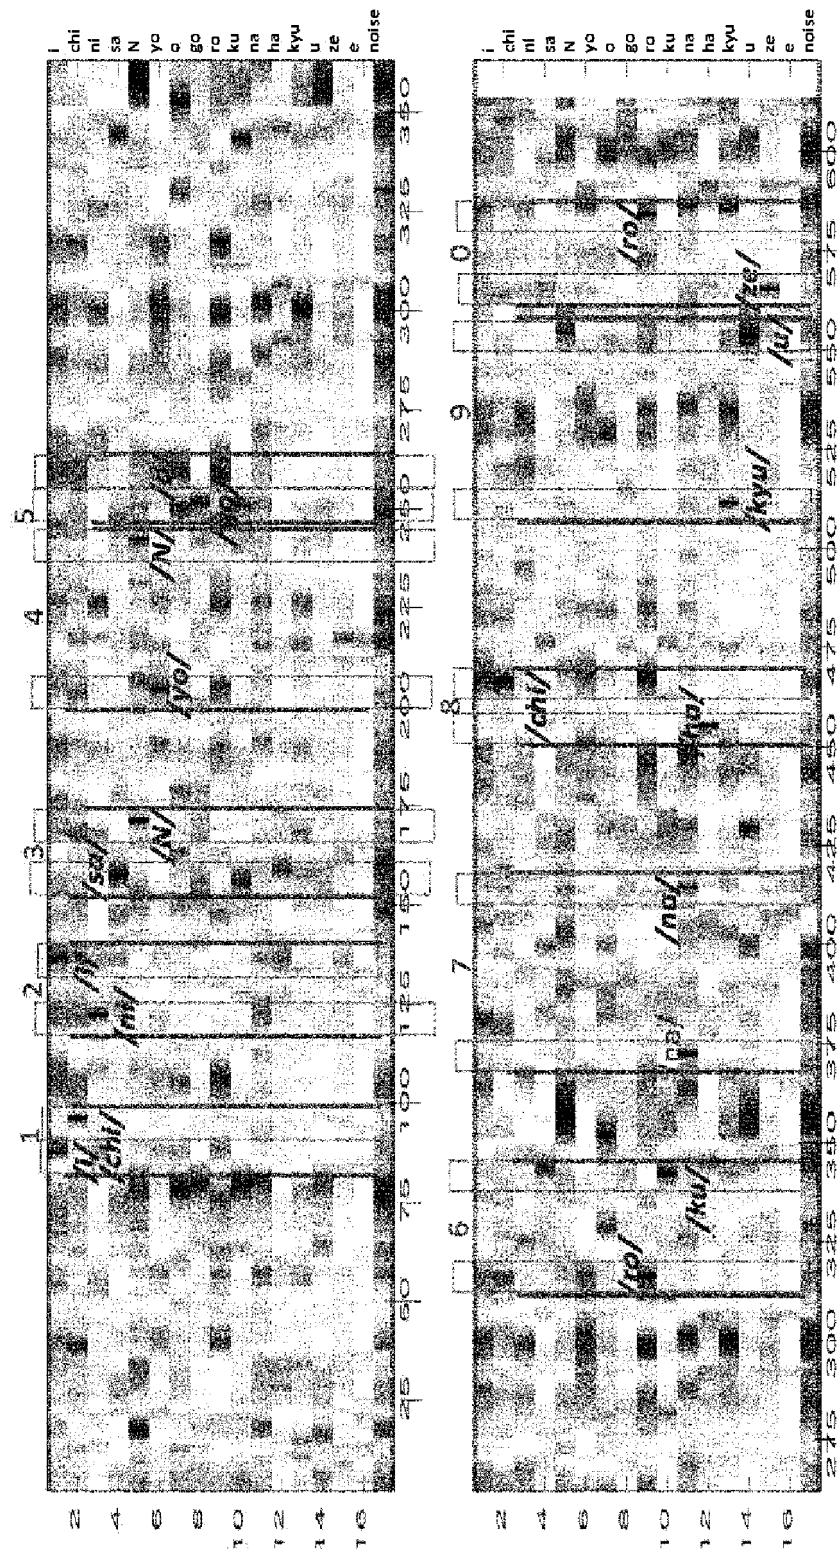 1 2 3 4 5
i
chi
ni
sa
N
yo
o
go
ro
ku
na
ha
kyu
u
ze
e
noise
/i/
/chi/
/ni/
/i/
/sa/
/N/
/yo/
/N/
/go/
2 4 6 8 10 12 14 16
25 50 75 100 125 150 175 200 225 250 275 300 325 350
6 7 8 9 0
i
chi
ni
sa
N
yo
o
go
ro
ku
na
ha
kyu
u
ze
e
noise
/ro/
/ku/
/na/
/na/
/ha/
/chi/
/kyu/
/u/
/ze/
/ro/
2 4 6 8 10 12 14 16
275 300 325 350 375 400 425 450 475 500 525 550 575 600